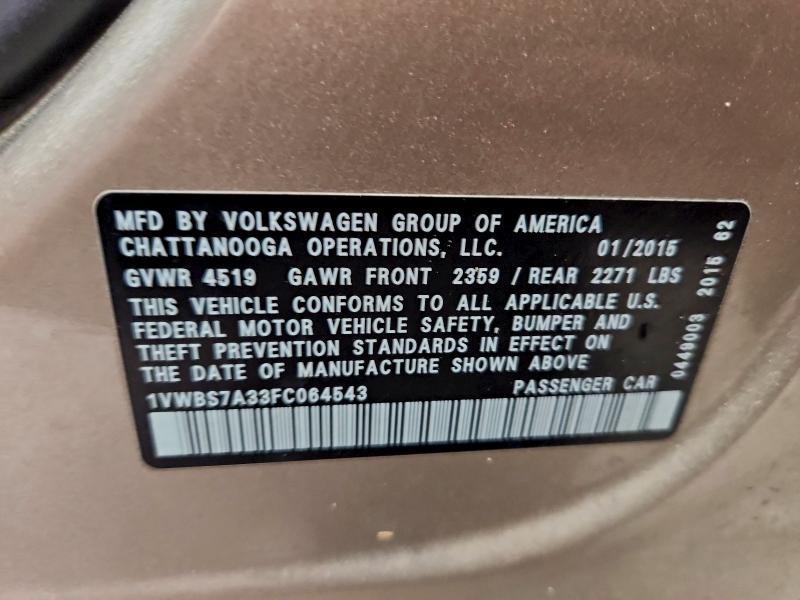 MFD BY VOLKSWAGEN GROUP OF AMERICA
CHATTANOOGA OPERATIONS, LLC. 01/2015
GVWR 4519 GAWR FRONT 2359 / REAR 2271 LBS
THIS VEHICLE CONFORMS TO ALL APPLICABLE U.S.
FEDERAL MOTOR VEHICLE SAFETY, BUMPER AND
THEFT PREVENTION STANDARDS IN EFFECT ON
THE DATE OF MANUFACTURE SHOWN ABOVE
1VWBS7A33FC064543 PASSENGER CAR
0446003 2015 G2